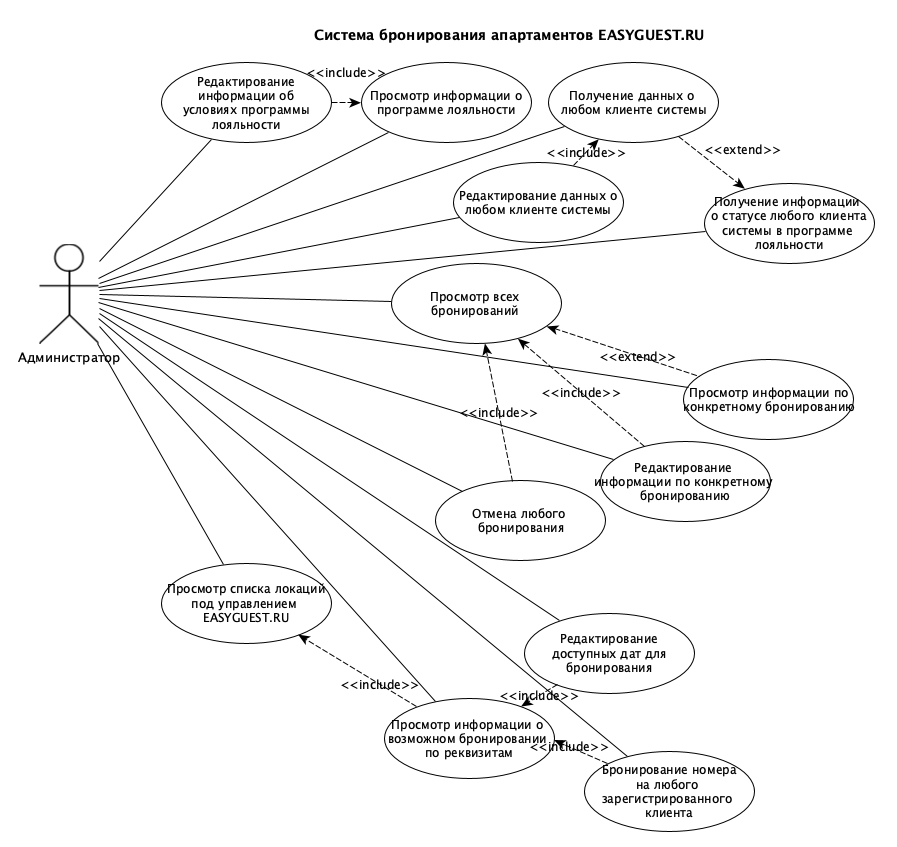 Система бронирования апартаментов EASYGUEST.RU
Редактирование
информации об
условиях программы
лояльности
<<include>>
Просмотр информации о
программе лояльности
Получение данных о
любом клиенте системы
<<include>>
<<extend>>
Редактирование данных о
любом клиенте системы
Получение информации
о статусе любого клиента
системы в программе
лояльности
Администратор
Просмотр всех
бронирований
<<extend>>
Просмотр информации по
конкретному бронированию
<<include>>
<<include>>
Редактирование
информации по конкретному
бронированию
Отмена любого
бронирования
Просмотр списка локаций
под управлением
EASYGUEST.RU
Редактирование
доступных дат для
бронирования
<<include>>
<<include>>
Просмотр информации о
возможном бронировании
по реквизитам
<<include>>
Бронирование номера
на любого
зарегистрированного
клиента